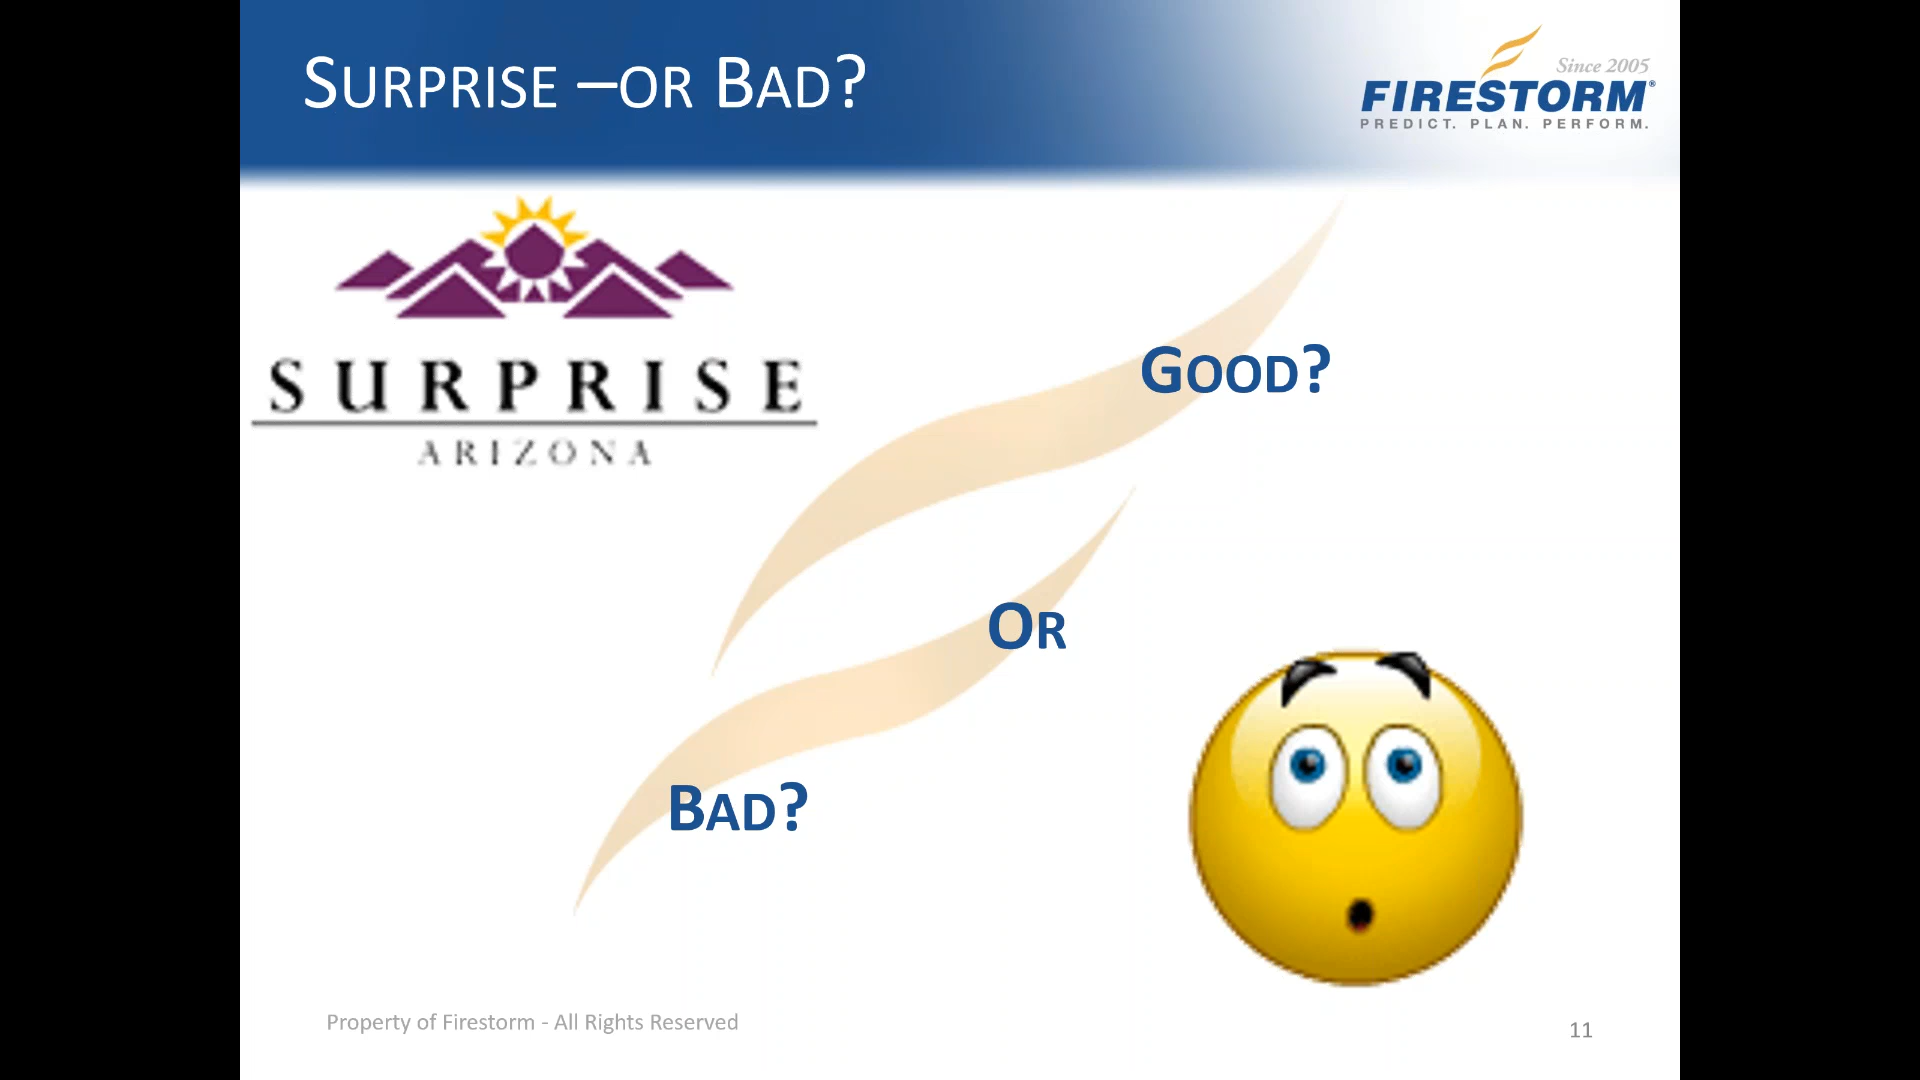 SURPRISE –OR BAD?
Since 2005
FIRESTORM®
PREDICT. PLAN. PERFORM.
SURPRISE
ARIZONA
GOOD?
OR
BAD?
Property of Firestorm - All Rights Reserved
11